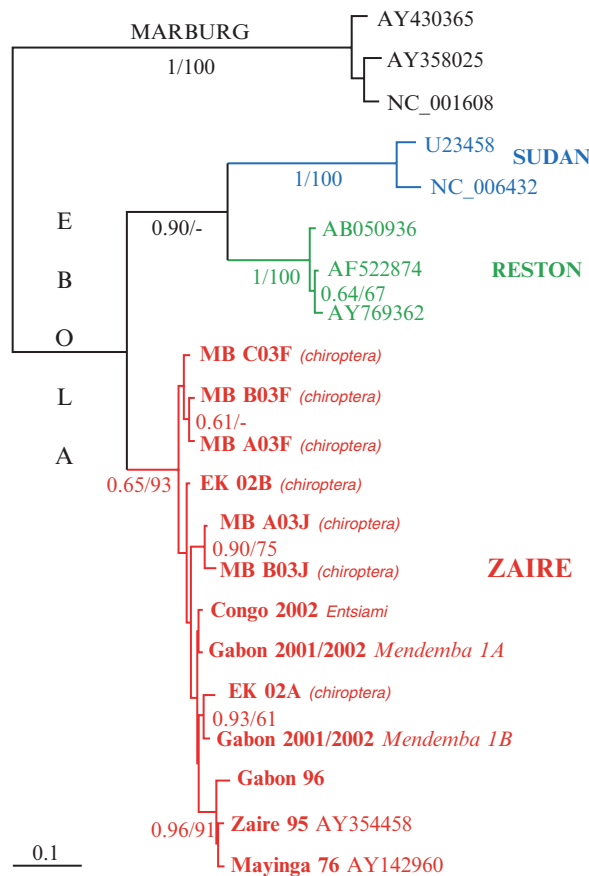 AY430365
MARBURG
1/100
AY358025
NC_001608
U23458
SUDAN
1/100
NC_006432
E
0.90/-
AB050936
B
1/100
AF522874
RESTON
0.64/67
AY769362
O
MB C03F (chiroptera)
L
MB B03F (chiroptera)
0.61/-
MB A03F (chiroptera)
A
0.65/93
EK 02B (chiroptera)
MB A03J (chiroptera)
0.90/75
MB B03J (chiroptera)
ZAIRE
Congo 2002 Entsiami
Gabon 2001/2002 Mendemba 1A
EK 02A (chiroptera)
0.93/61
Gabon 2001/2002 Mendemba 1B
Gabon 96
0.96/91
Zaire 95 AY354458
0.1
Mayinga 76 AY142960